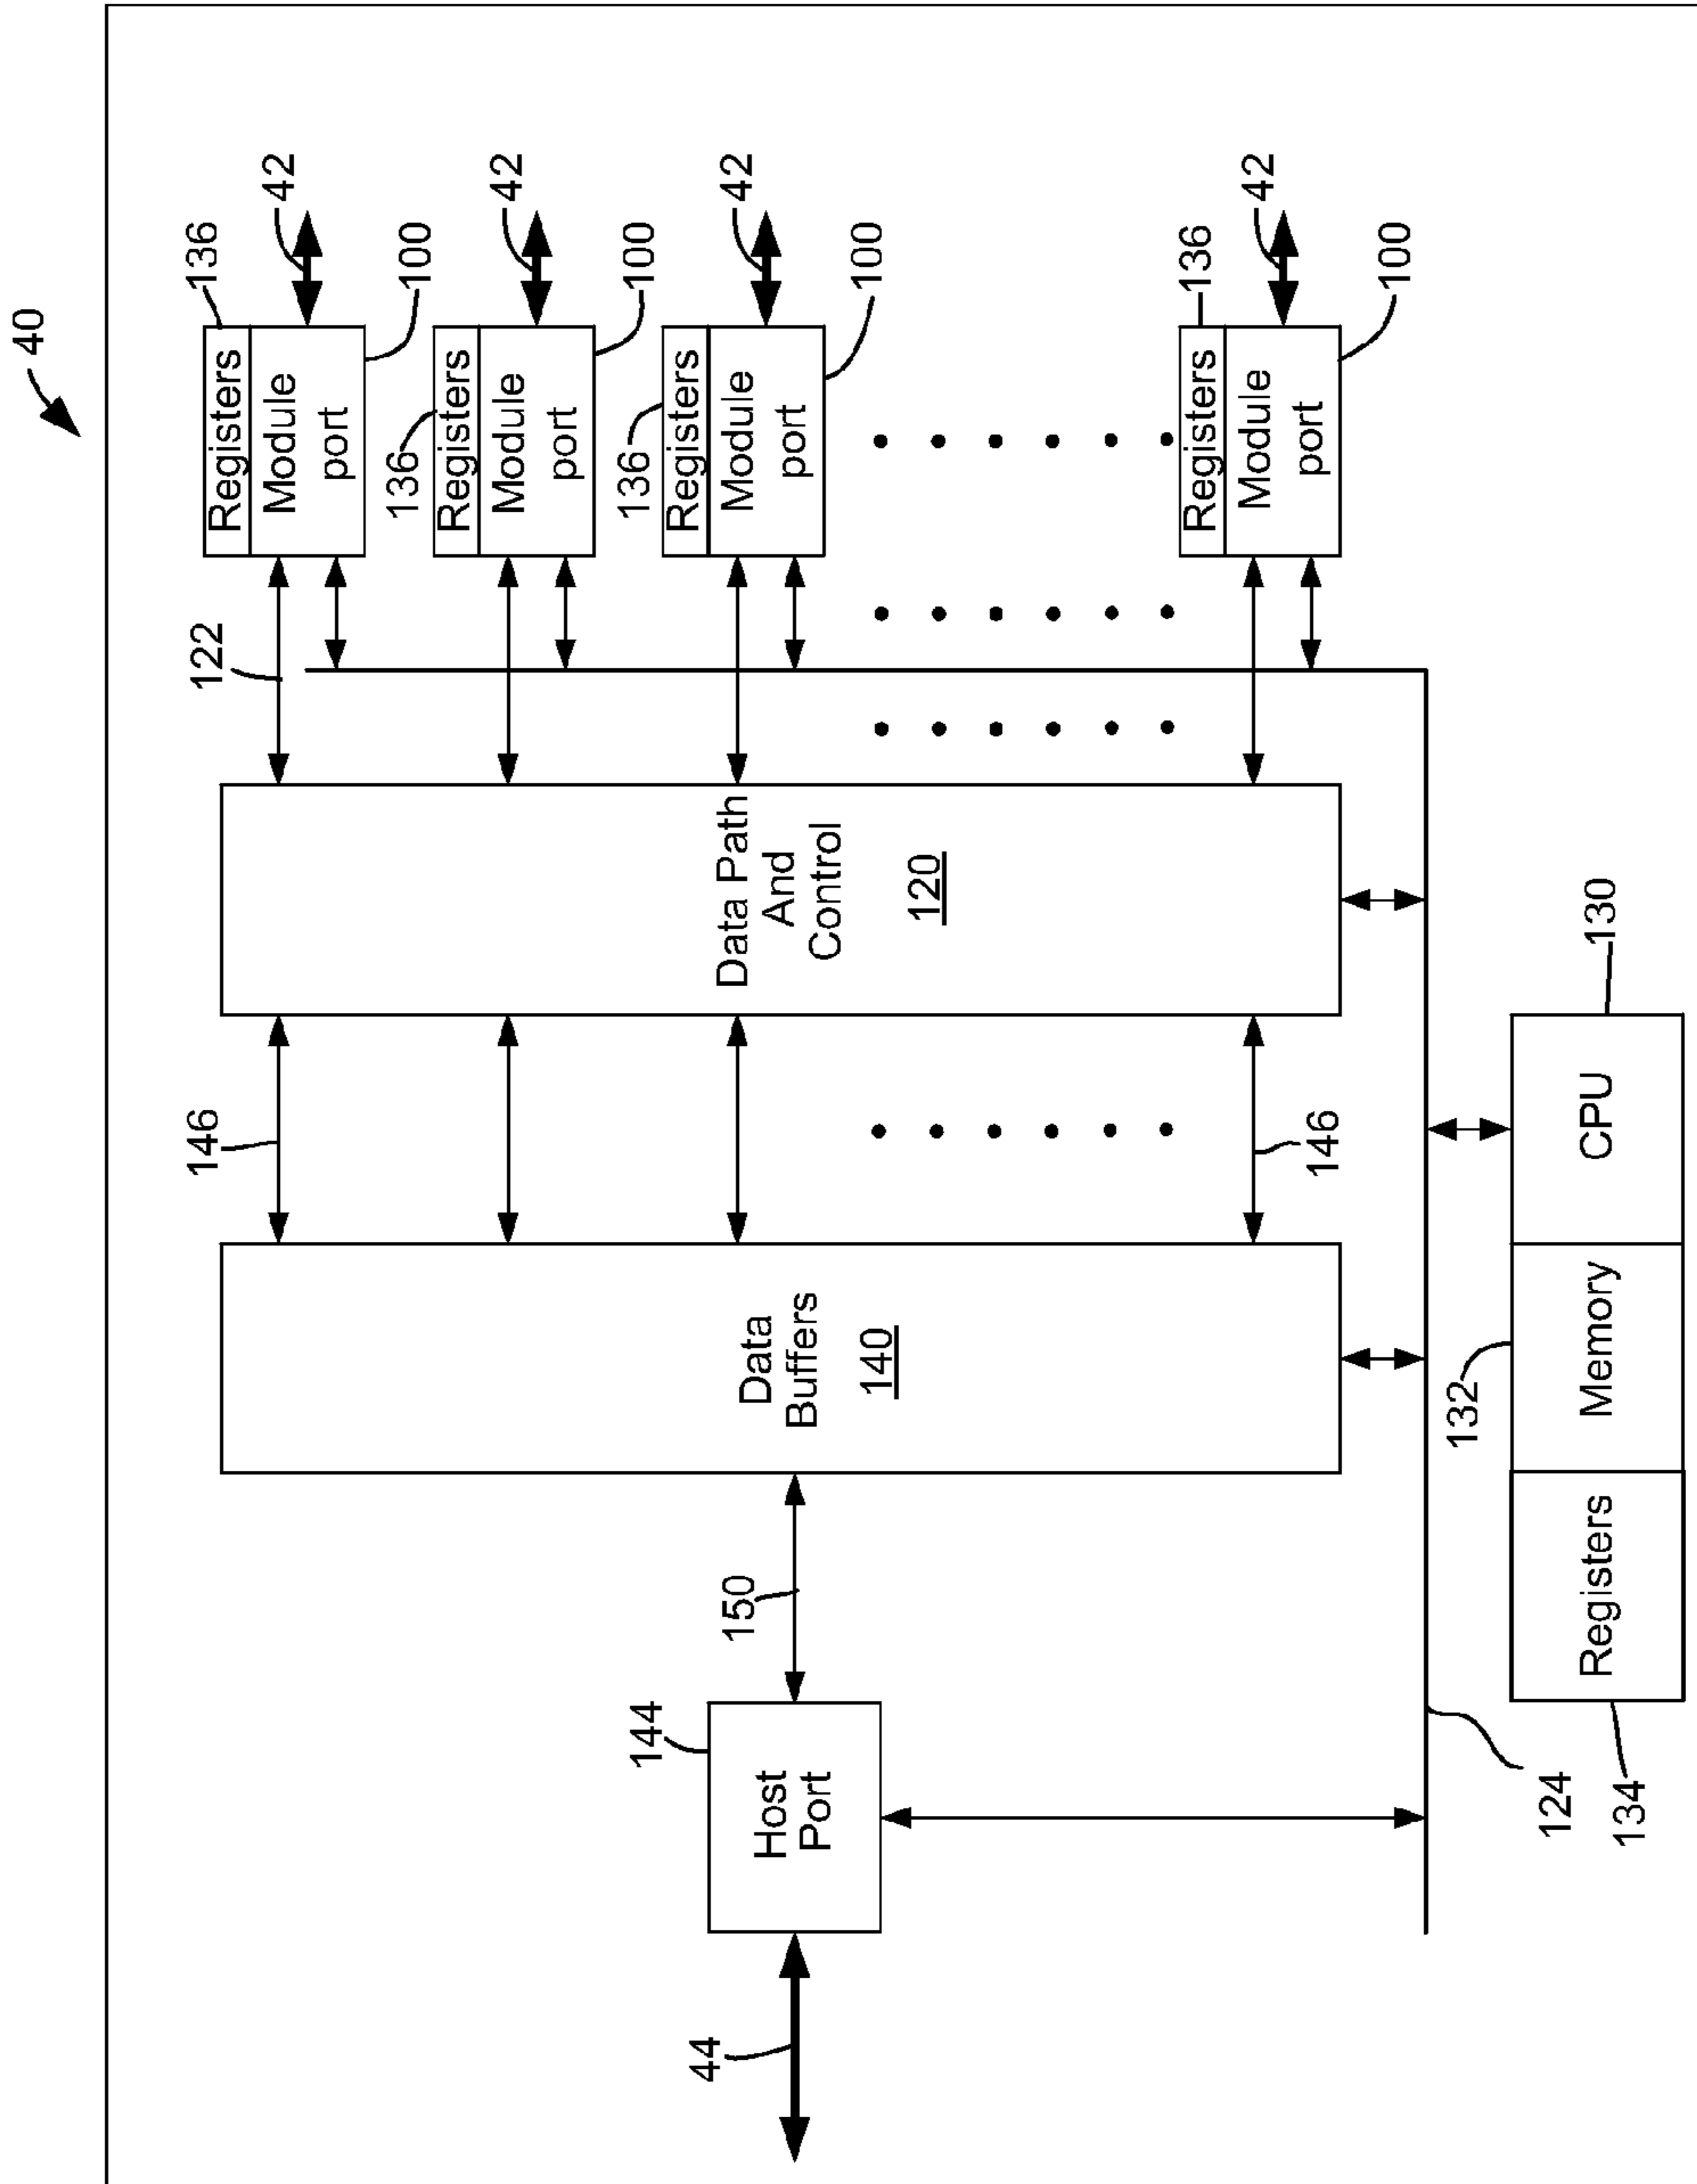 40
136
42
Registers
Module
port
100
122
42
136
Registers
Module
port
100
42
136
Registers
Module
port
100
136
42
Registers
Module
port
100
146
Data Path
And
Control
120
146
Data
Buffers
140
150
144
Host
Port
44
124
130
CPU
132
Memory
Registers
134